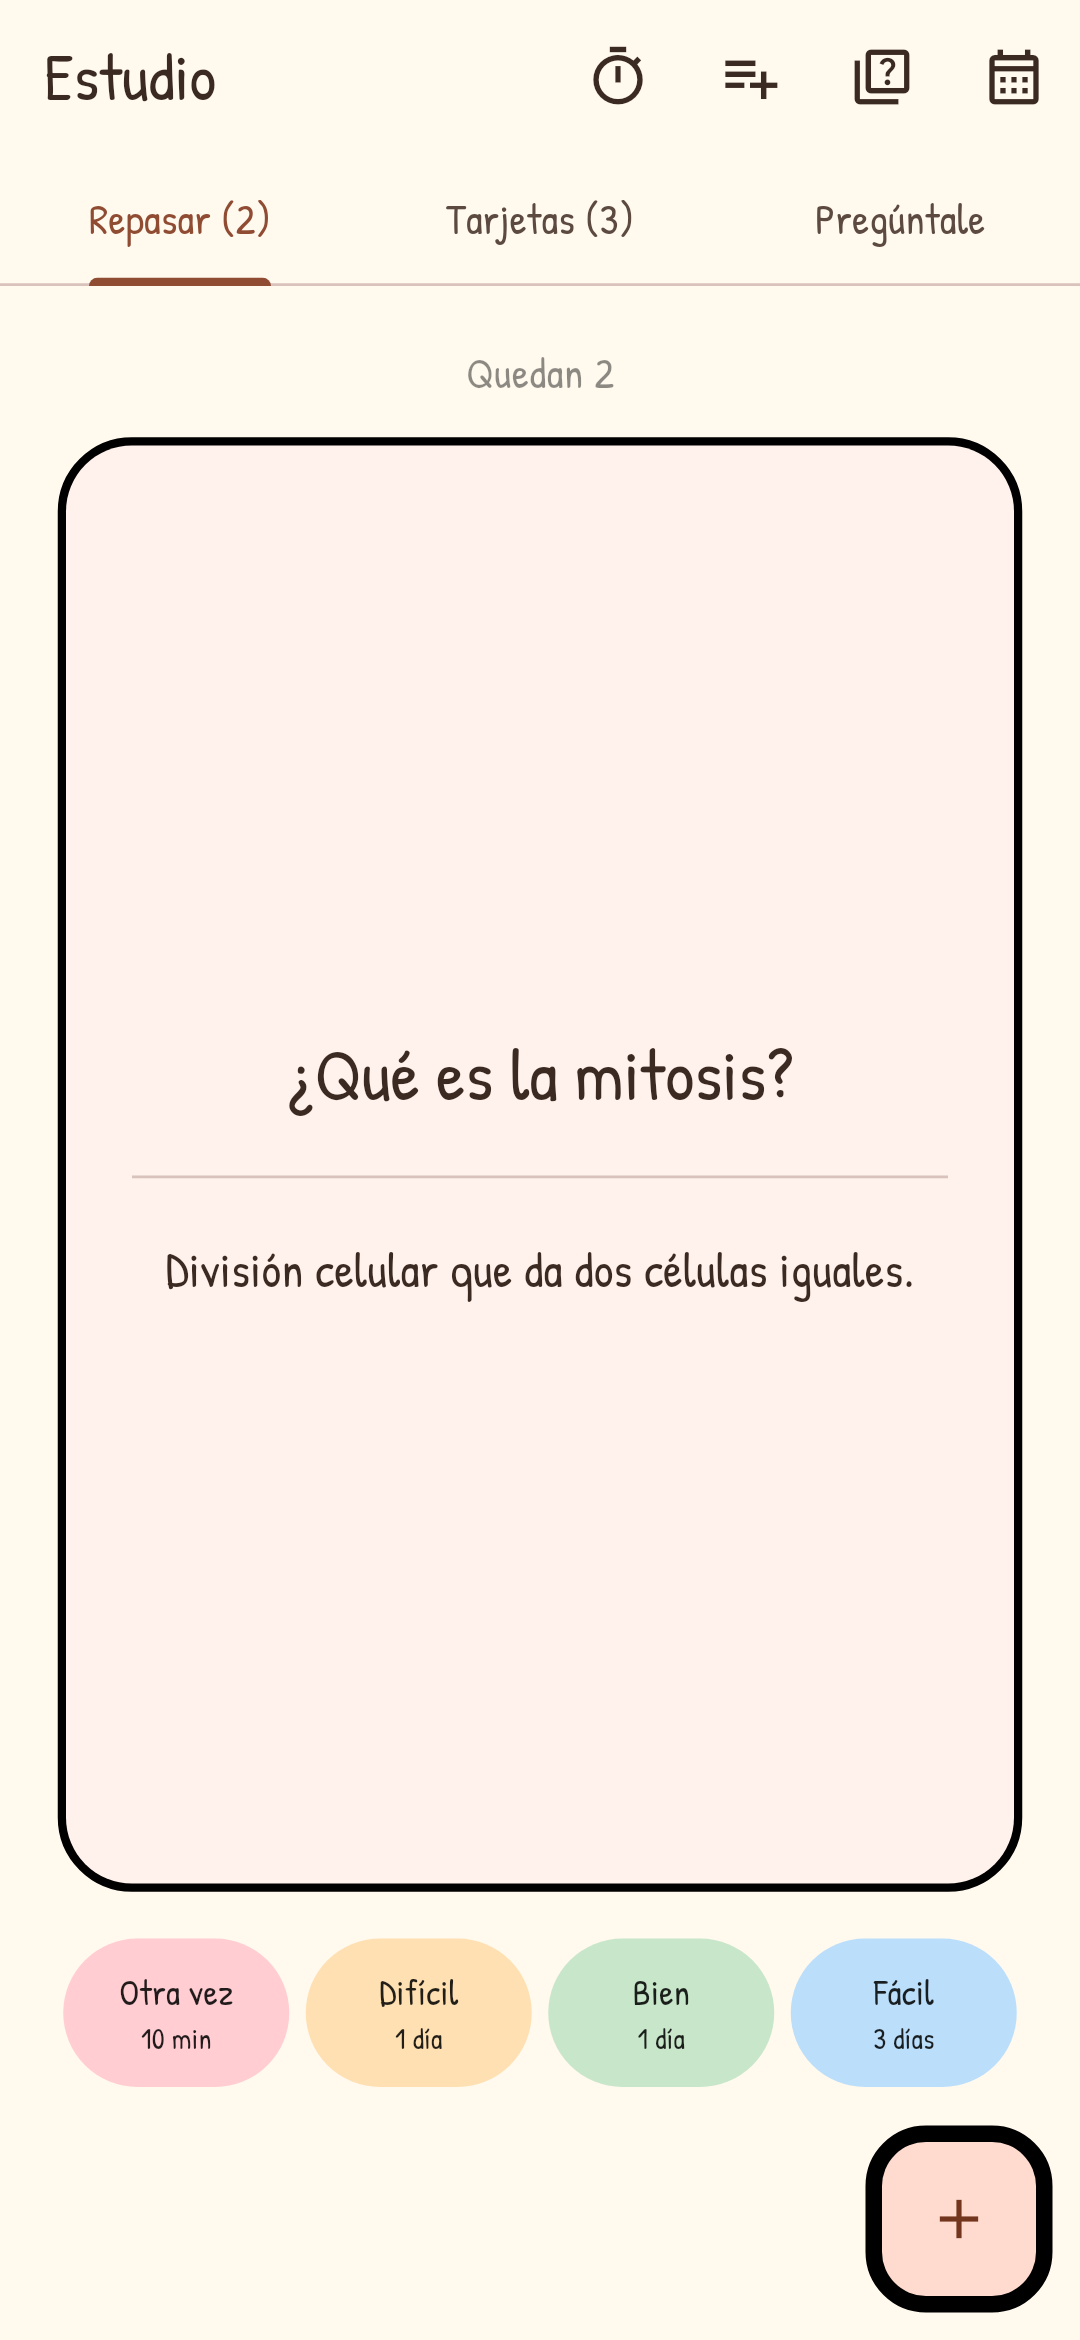 Estudio
Repasar (2)
Tarjetas (3)
Pregúntale
Quedan 2
¿Qué es la mitosis?
División celular que da dos células iguales.
Otra vez
10 min
Difícil
1 día
Bien
1 día
Fácil
3 días